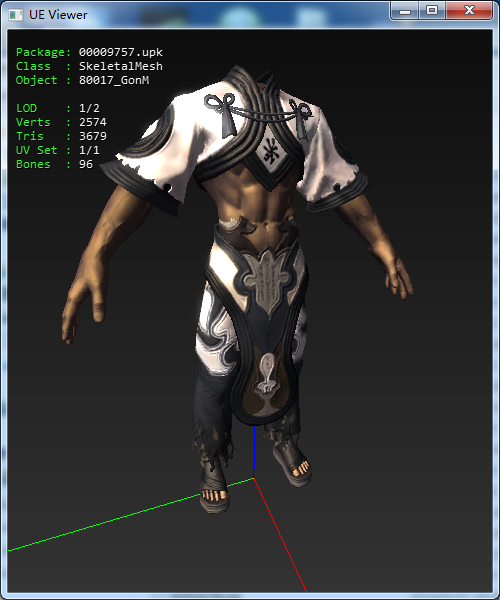 UE Viewer
Package: 00009757.upk
Class  : SkeletalMesh
Object : 80017_GonM
LOD    : 1/2
Verts  : 2574
Tris   : 3679
UV Set : 1/1
Bones  : 96